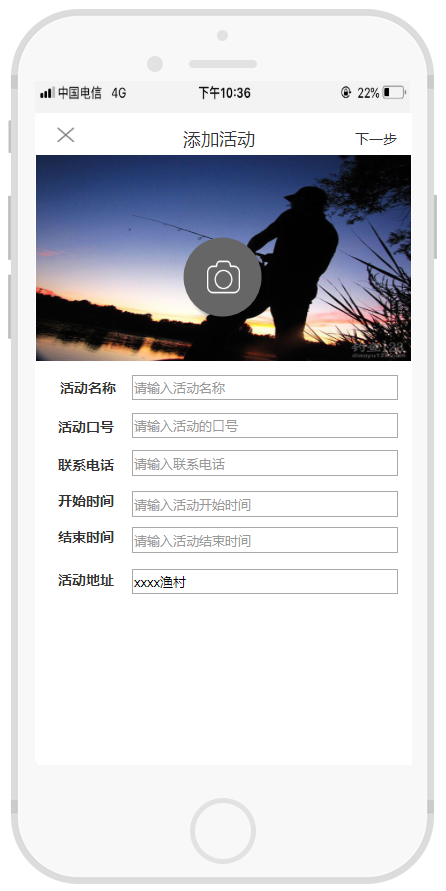 中国电信 4G 下午10:36 22%
添加活动 下一步
活动名称 请输入活动名称
活动口号 请输入活动的口号
联系电话 请输入联系电话
开始时间 请输入活动开始时间
结束时间 请输入活动结束时间
活动地址 xxxx渔村